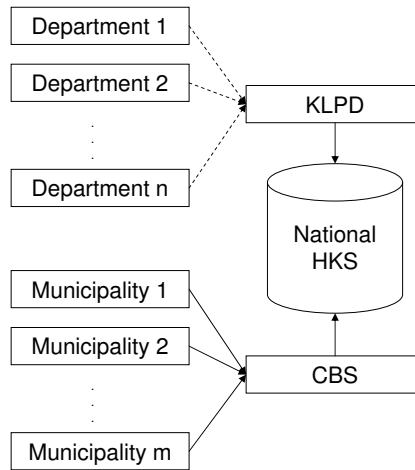 Department 1
Department 2
.
.
.
Department n
KLPD
National
HKS
Municipality 1
Municipality 2
.
.
.
Municipality m
CBS